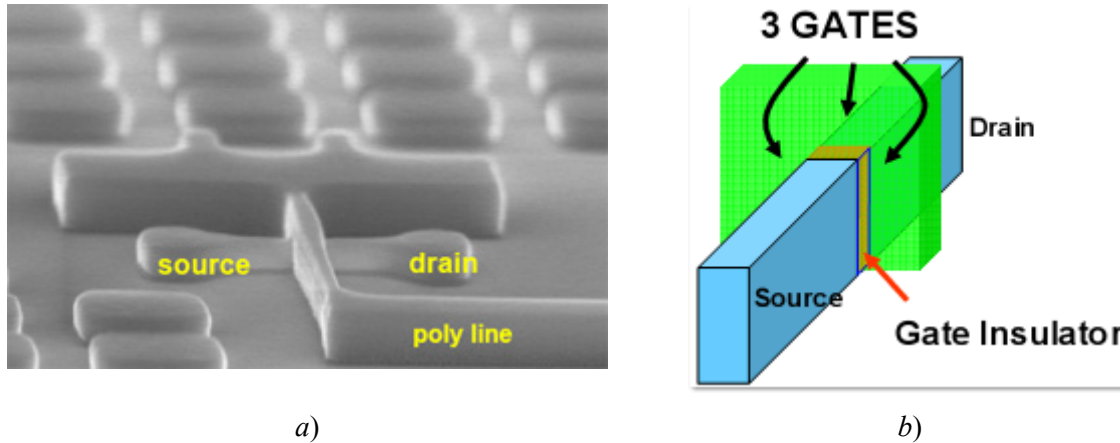 source
drain
poly line
3 GATES
Drain
Source
Gate Insulator
a)
b)